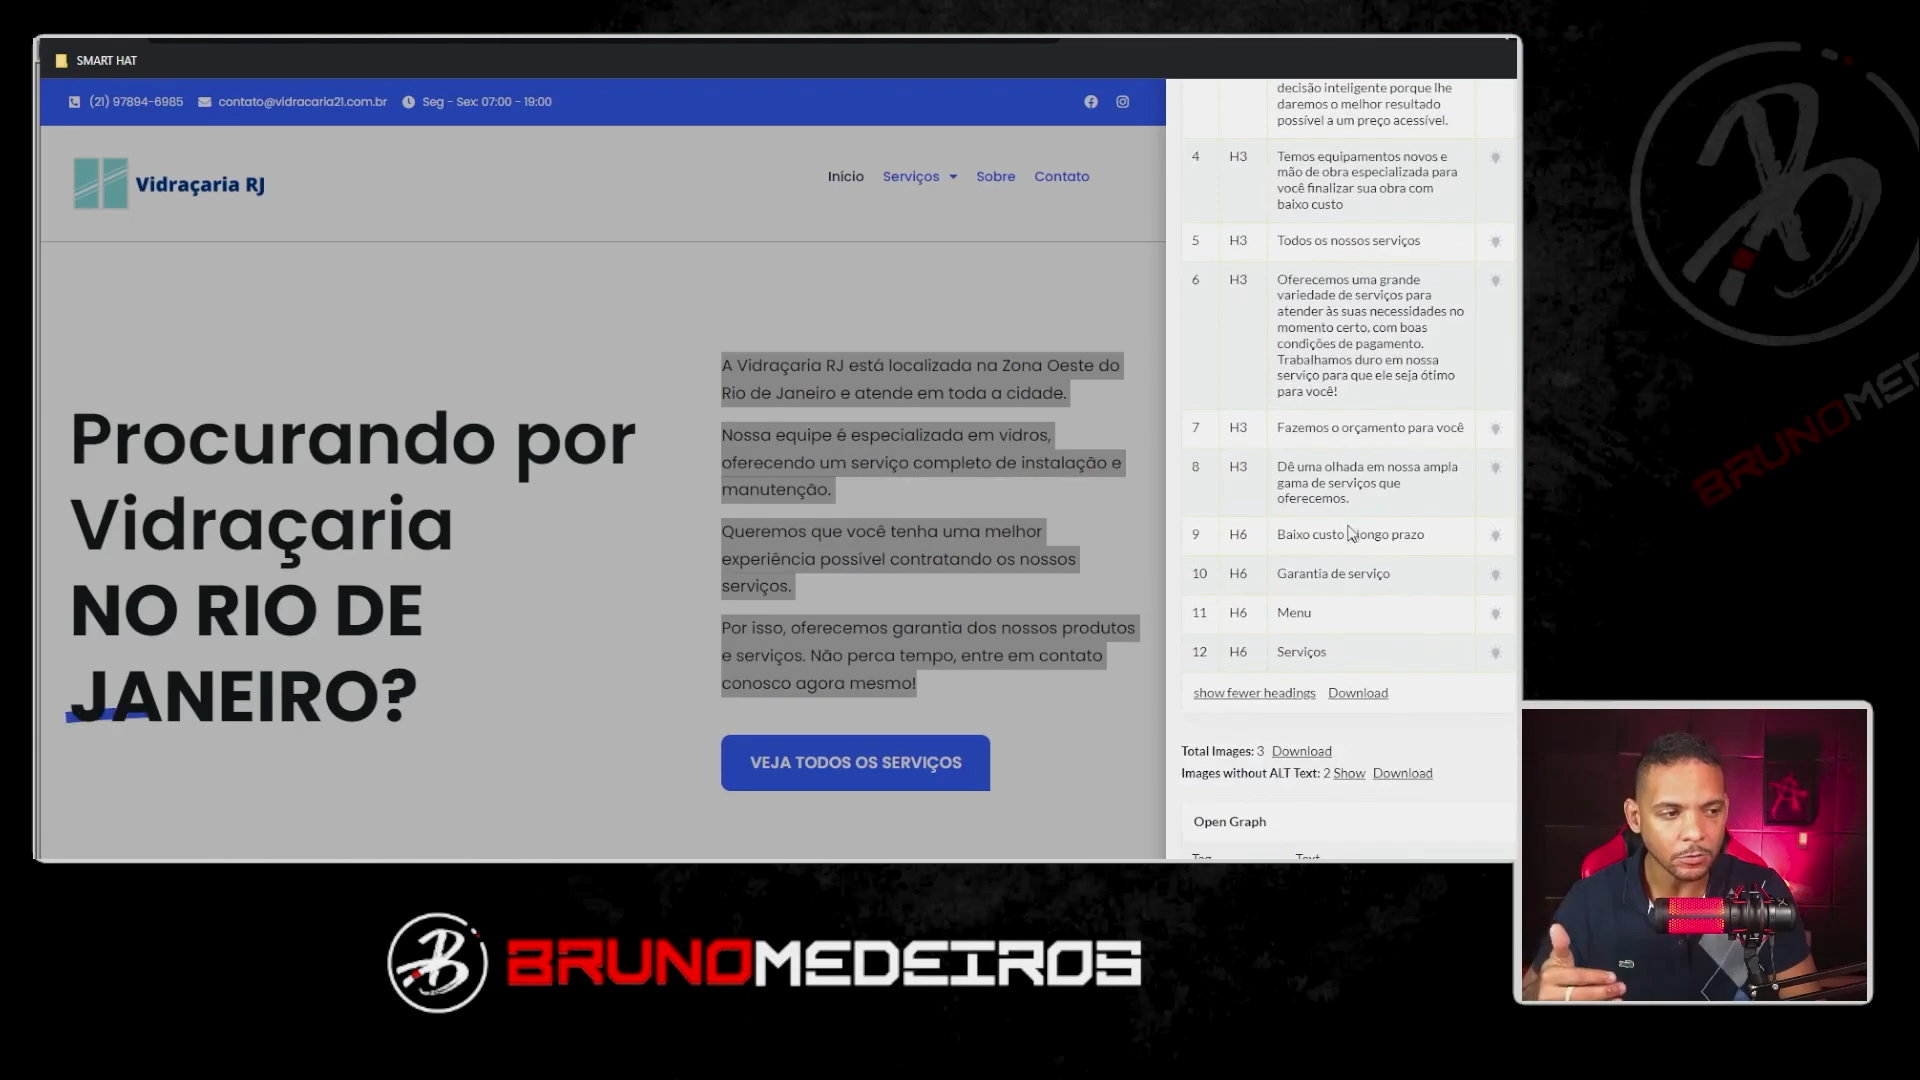 SMART HAT
(21) 97894-6985 contato@vidracaria21.com.br Seg - Sex: 07:00 - 19:00
Vidraçaria RJ
Início Serviços Sobre Contato
Procurando por
Vidraçaria
NO RIO DE
JANEIRO?
A Vidraçaria RJ está localizada na Zona Oeste do
Rio de Janeiro e atende em toda a cidade.
Nossa equipe é especializada em vidros,
oferecendo um serviço completo de instalação e
manutenção.
Queremos que você tenha uma melhor
experiência possível contratando os nossos
serviços.
Por isso, oferecemos garantia dos nossos produtos
e serviços. Não perca tempo, entre em contato
conosco agora mesmo!
VEJA TODOS OS SERVIÇOS
decisão inteligente porque lhe
daremos o melhor resultado
possível a um preço acessível.
4 H3 Temos equipamentos novos e
mão de obra especializada para
você finalizar sua obra com
baixo custo
5 H3 Todos os nossos serviços
6 H3 Oferecemos uma grande
variedade de serviços para
atender às suas necessidades no
momento certo, com boas
condições de pagamento.
Trabalhamos duro em nossa
serviço para que ele seja ótimo
para você!
7 H3 Fazemos o orçamento para você
8 H3 Dê uma olhada em nossa ampla
gama de serviços que
oferecemos.
9 H6 Baixo custo longo prazo
10 H6 Garantia de serviço
11 H6 Menu
12 H6 Serviços
show fewer headings Download
Total Images: 3 Download
Images without ALT Text: 2 Show Download
Open Graph
Tag Text
BRUNOMEDEIROS
BRUNOMED